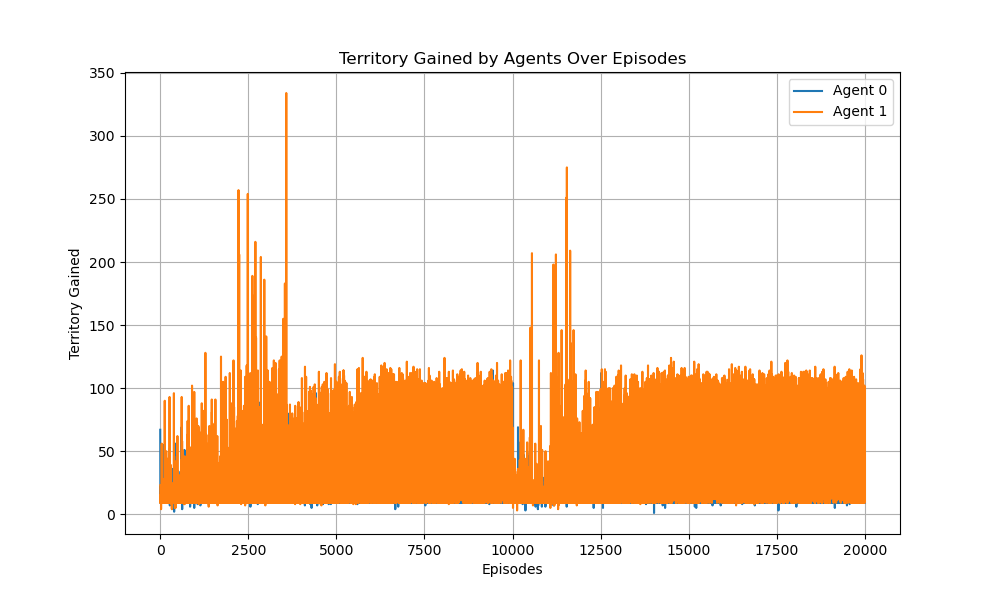 Territory Gained by Agents Over Episodes
Agent 0
Agent 1
Territory Gained
350
300
250
200
150
100
50
0
0 2500 5000 7500 10000 12500 15000 17500 20000
Episodes